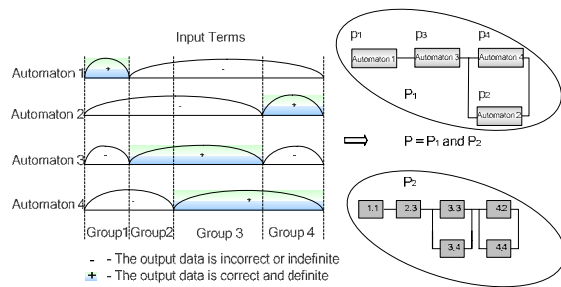 Input Terms
Automaton 1
+
-
Automaton 2
-
+
Automaton 3
-
+
-
Automaton 4
-
+
Group1
Group2
Group 3
Group 4
- - The output data is incorrect or indefinite
+ - The output data is correct and definite
p1
p3
p4
Automaton 1
Automaton 3
Automaton 4
p2
Automaton 2
P1
P = P1 and P2
P2
1.1
2.3
3.3
4.2
3.4
4.4